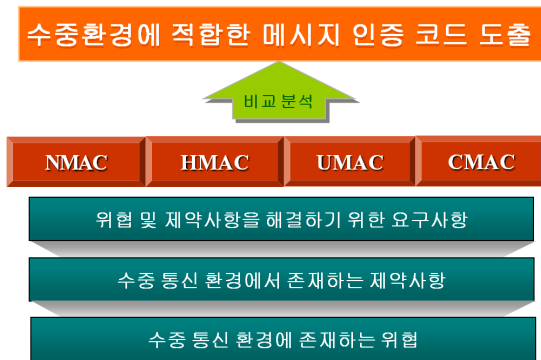 수중환경에 적합한 메시지 인증 코드 도출
비교 분석
NMAC HMAC UMAC CMAC
위협 및 제약사항을 해결하기 위한 요구사항
수중 통신 환경에서 존재하는 제약사항
수중 통신 환경에 존재하는 위협